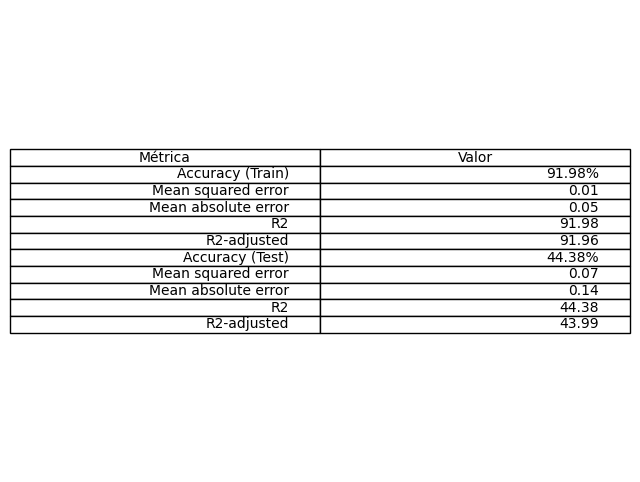 Métrica Valor
Accuracy (Train) 91.98%
Mean squared error 0.01
Mean absolute error 0.05
R2 91.98
R2-adjusted 91.96
Accuracy (Test) 44.38%
Mean squared error 0.07
Mean absolute error 0.14
R2 44.38
R2-adjusted 43.99